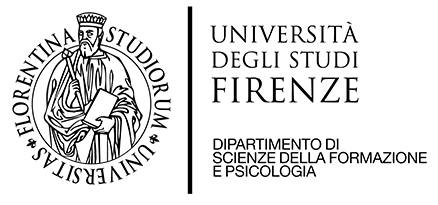 FLORENTINA STUDIORUM UNIVERSITAS
UNIVERSITÀ
DEGLI STUDI
FIRENZE
DIPARTIMENTO DI
SCIENZE DELLA FORMAZIONE
E PSICOLOGIA